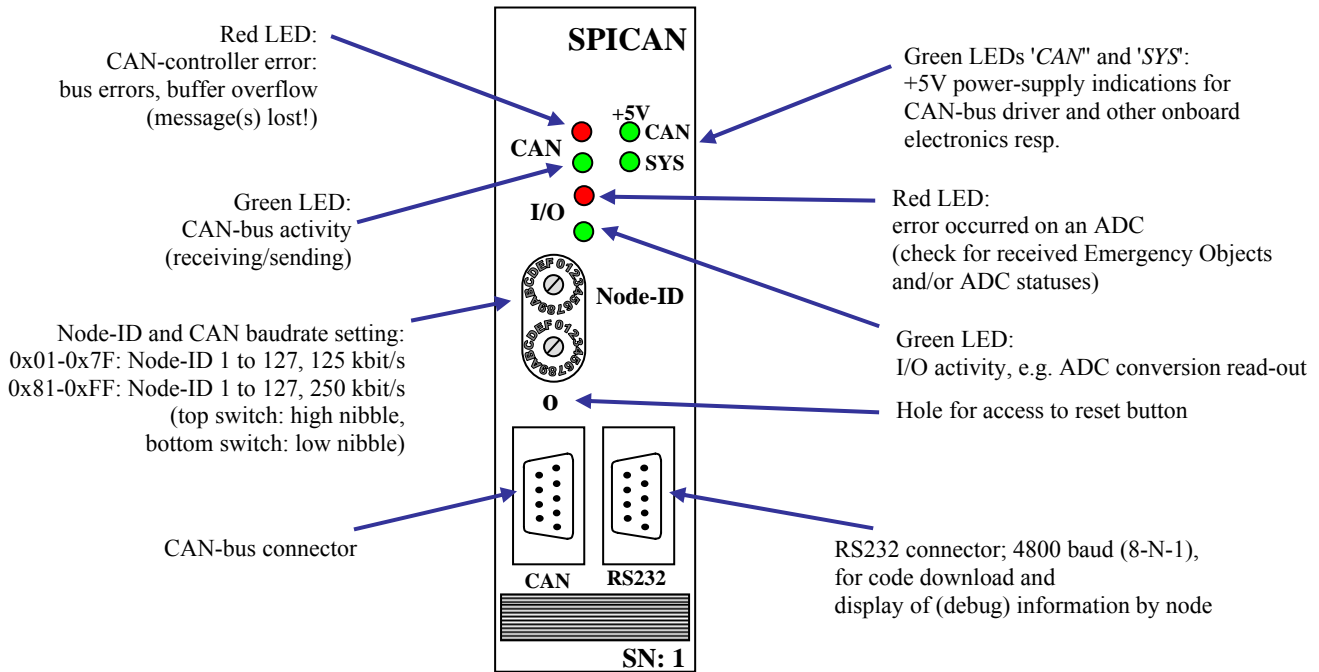 SPICAN
Red LED:
CAN-controller error:
bus errors, buffer overflow
(message(s) lost!)
Green LEDs 'CAN" and 'SYS':
+5V power-supply indications for
CAN-bus driver and other onboard
electronics resp.
+5V
CAN
CAN
SYS
I/O
Green LED:
CAN-bus activity
(receiving/sending)
Red LED:
error occurred on an ADC
(check for received Emergency Objects
and/or ADC statuses)
0123456789ABCDEF
Node-ID
0123456789ABCDEF
Node-ID and CAN baudrate setting:
0x01-0x7F: Node-ID 1 to 127, 125 kbit/s
0x81-0xFF: Node-ID 1 to 127, 250 kbit/s
(top switch: high nibble,
bottom switch: low nibble)
Green LED:
I/O activity, e.g. ADC conversion read-out
O
Hole for access to reset button
CAN-bus connector
RS232 connector; 4800 baud (8-N-1),
for code download and
display of (debug) information by node
CAN
RS232
SN: 1